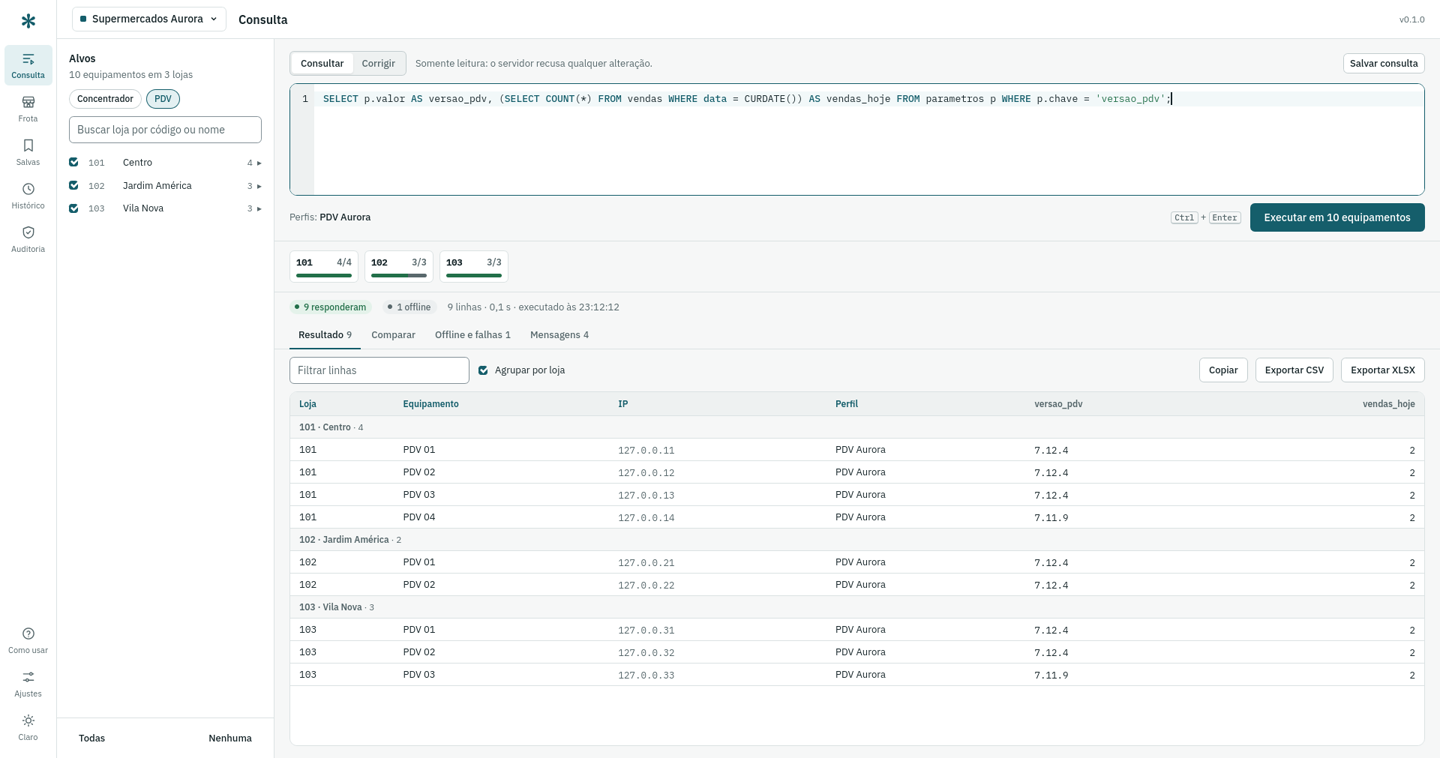 Supermercados Aurora
Consulta
v0.1.0
Consulta
Frota
Salvas
Histórico
Auditoria
Como usar
Ajustes
Claro
Alvos
10 equipamentos em 3 lojas
Concentrador PDV
Buscar loja por código ou nome
101 Centro 4 ▸
102 Jardim América 3 ▸
103 Vila Nova 3 ▸
Todas Nenhuma
Consultar Corrigir Somente leitura: o servidor recusa qualquer alteração. Salvar consulta
1 SELECT p.valor AS versao_pdv, (SELECT COUNT(*) FROM vendas WHERE data = CURDATE()) AS vendas_hoje FROM parametros p WHERE p.chave = 'versao_pdv';
Perfis: PDV Aurora Ctrl + Enter Executar em 10 equipamentos
101 4/4 102 3/3 103 3/3
9 responderam 1 offline 9 linhas · 0,1 s · executado às 23:12:12
Resultado 9 Comparar Offline e falhas 1 Mensagens 4
Filtrar linhas Agrupar por loja Copiar Exportar CSV Exportar XLSX
Loja Equipamento IP Perfil versao_pdv vendas_hoje
101 · Centro · 4
101 PDV 01 127.0.0.11 PDV Aurora 7.12.4 2
101 PDV 02 127.0.0.12 PDV Aurora 7.12.4 2
101 PDV 03 127.0.0.13 PDV Aurora 7.12.4 2
101 PDV 04 127.0.0.14 PDV Aurora 7.11.9 2
102 · Jardim América · 2
102 PDV 01 127.0.0.21 PDV Aurora 7.12.4 2
102 PDV 02 127.0.0.22 PDV Aurora 7.12.4 2
103 · Vila Nova · 3
103 PDV 01 127.0.0.31 PDV Aurora 7.12.4 2
103 PDV 02 127.0.0.32 PDV Aurora 7.12.4 2
103 PDV 03 127.0.0.33 PDV Aurora 7.11.9 2